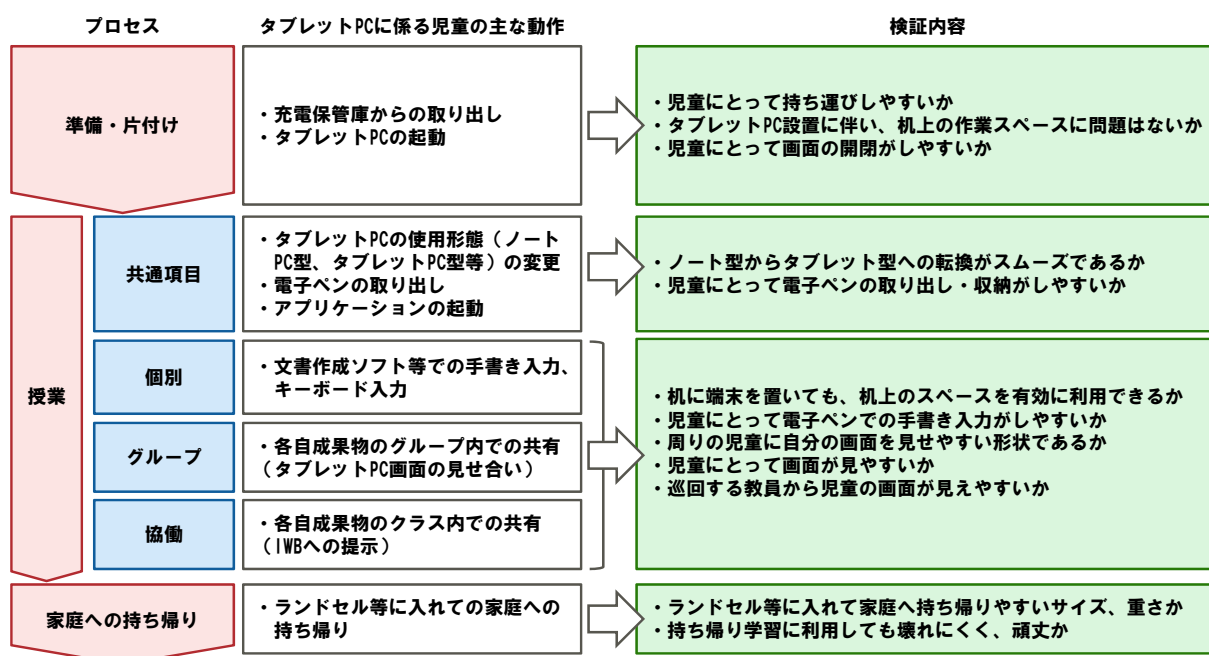 プロセス
タブレットPCに係る児童の主な動作
検証内容
準備・片付け
・充電保管庫からの取り出し
・タブレットPCの起動
・児童にとって持ち運びしやすいか
・タブレットPC設置に伴い、机上の作業スペースに問題はないか
・児童にとって画面の開閉がしやすいか
授業
共通項目
・タブレットPCの使用形態（ノート
PC型、タブレットPC型等）の変更
・電子ペンの取り出し
・アプリケーションの起動
・ノート型からタブレット型への転換がスムーズであるか
・児童にとって電子ペンの取り出し・収納がしやすいか
個別
・文書作成ソフト等での手書き入力、
キーボード入力
グループ
・各自成果物のグループ内での共有
（タブレットPC画面の見せ合い）
協働
・各自成果物のクラス内での共有
（IWBへの提示）
・机に端末を置いても、机上のスペースを有効に利用できるか
・児童にとって電子ペンでの手書き入力がしやすいか
・周りの児童に自分の画面を見せやすい形状であるか
・児童にとって画面が見やすいか
・巡回する教員から児童の画面が見えやすいか
家庭への持ち帰り
・ランドセル等に入れての家庭への
持ち帰り
・ランドセル等に入れて家庭へ持ち帰りやすいサイズ、重さか
・持ち帰り学習に利用しても壊れにくく、頑丈か